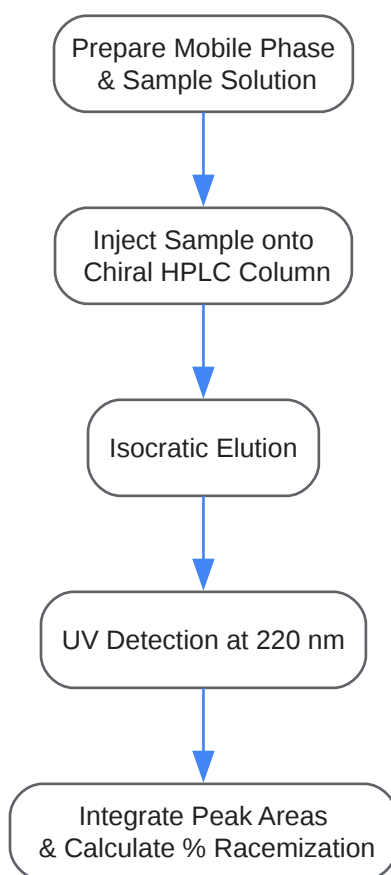 Prepare Mobile Phase
& Sample Solution
Inject Sample onto
Chiral HPLC Column
Isocratic Elution
UV Detection at 220 nm
Integrate Peak Areas
& Calculate % Racemization